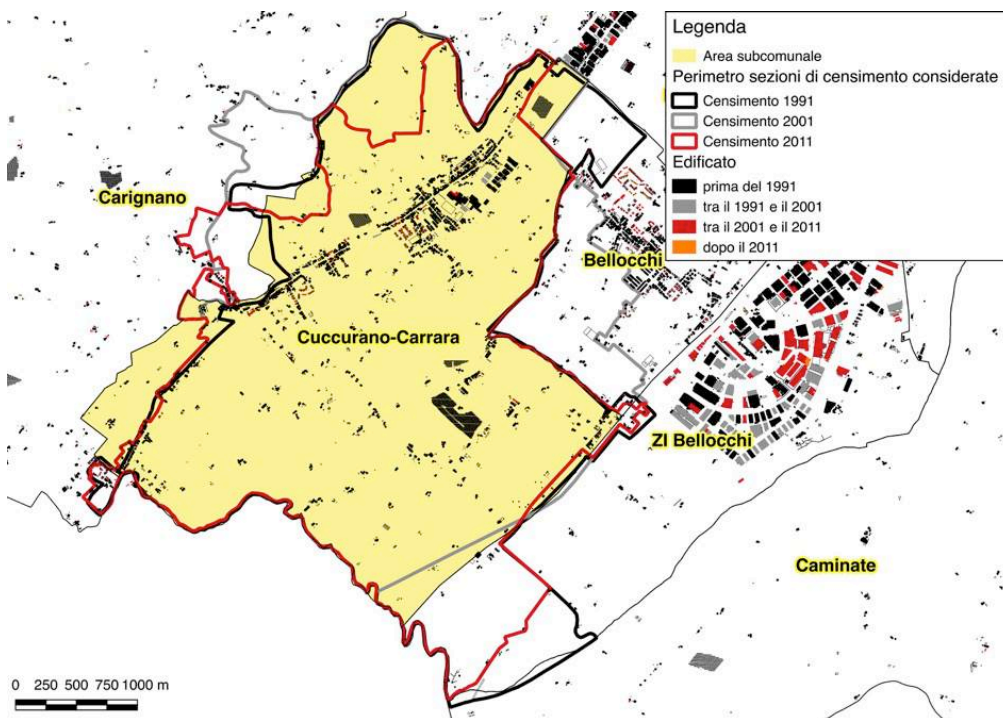 Legenda
Area subcomunale
Perimetro sezioni di censimento considerate
Censimento 1991
Censimento 2001
Censimento 2011
Edificato
prima del 1991
tra il 1991 e il 2001
tra il 2001 e il 2011
dopo il 2011
Carignano
Bellocchi
Cuccurano-Carrara
ZI Bellocchi
Caminate
0 250 500 750 1000 m